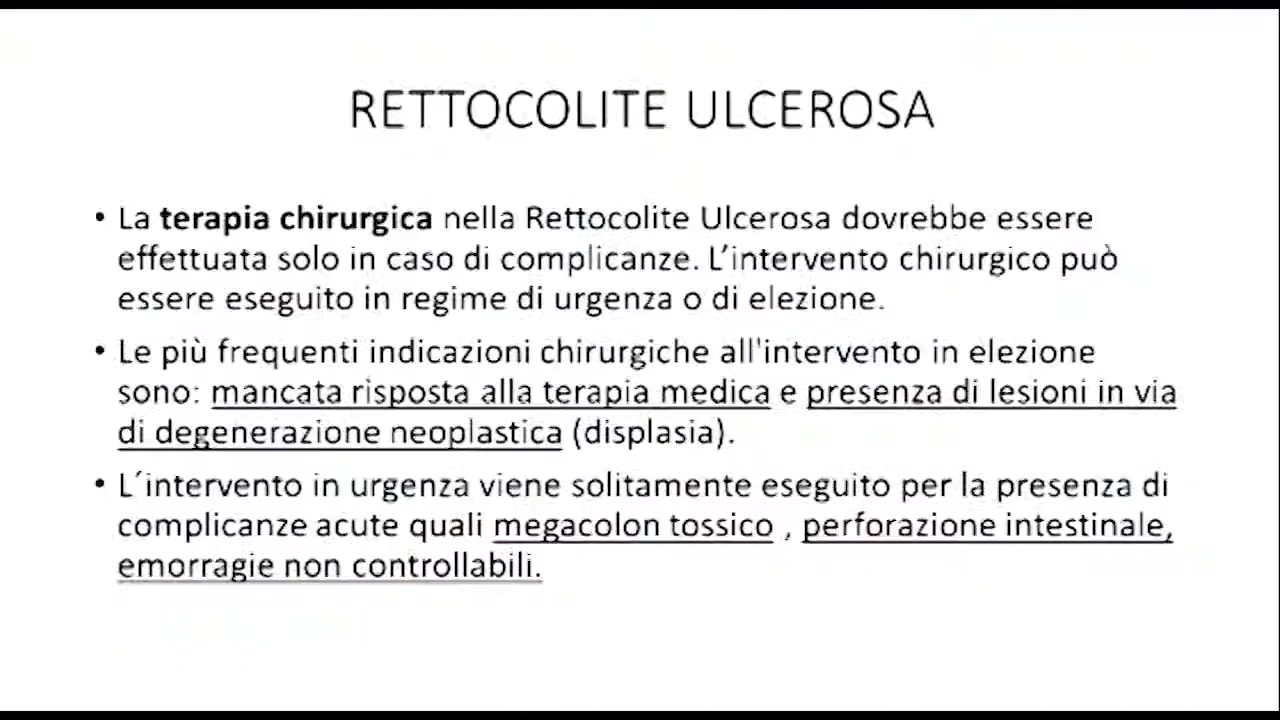 RETTOCOLITE ULCEROSA
• La terapia chirurgica nella Rettocolite Ulcerosa dovrebbe essere
effettuata solo in caso di complicanze. L’intervento chirurgico può
essere eseguito in regime di urgenza o di elezione.
• Le più frequenti indicazioni chirurgiche all'intervento in elezione
sono: mancata risposta alla terapia medica e presenza di lesioni in via
di degenerazione neoplastica (displasia).
• L´intervento in urgenza viene solitamente eseguito per la presenza di
complicanze acute quali megacolon tossico , perforazione intestinale,
emorragie non controllabili.